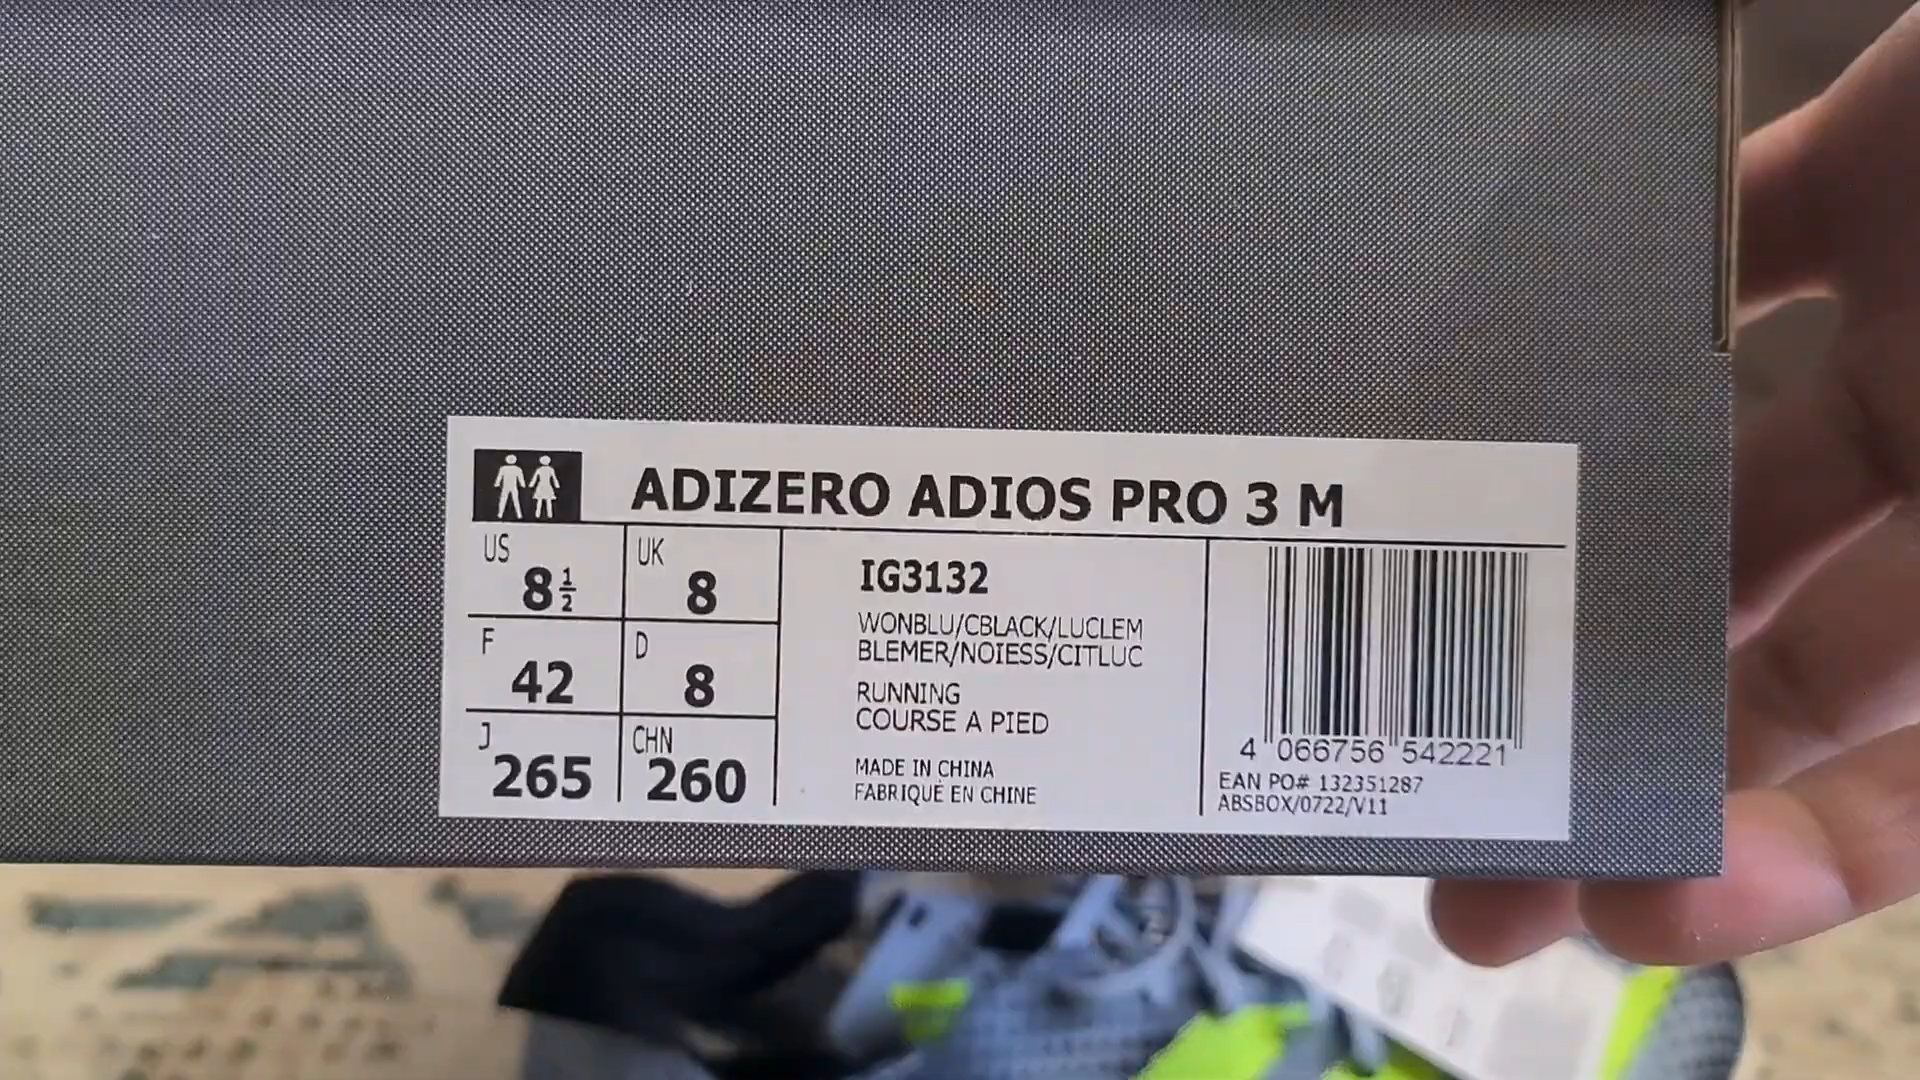 ADIZERO ADIOS PRO 3 M
US 8½
UK 8
F 42
D 8
J 265
CHN 260
IG3132
WONBLU/CBLACK/LUCLEM
BLEMER/NOIESS/CITLUC
RUNNING
COURSE A PIED
MADE IN CHINA
FABRIQUÉ EN CHINE
4 066756 542221
EAN PO# 132351287
ABSBOX/0722/V11